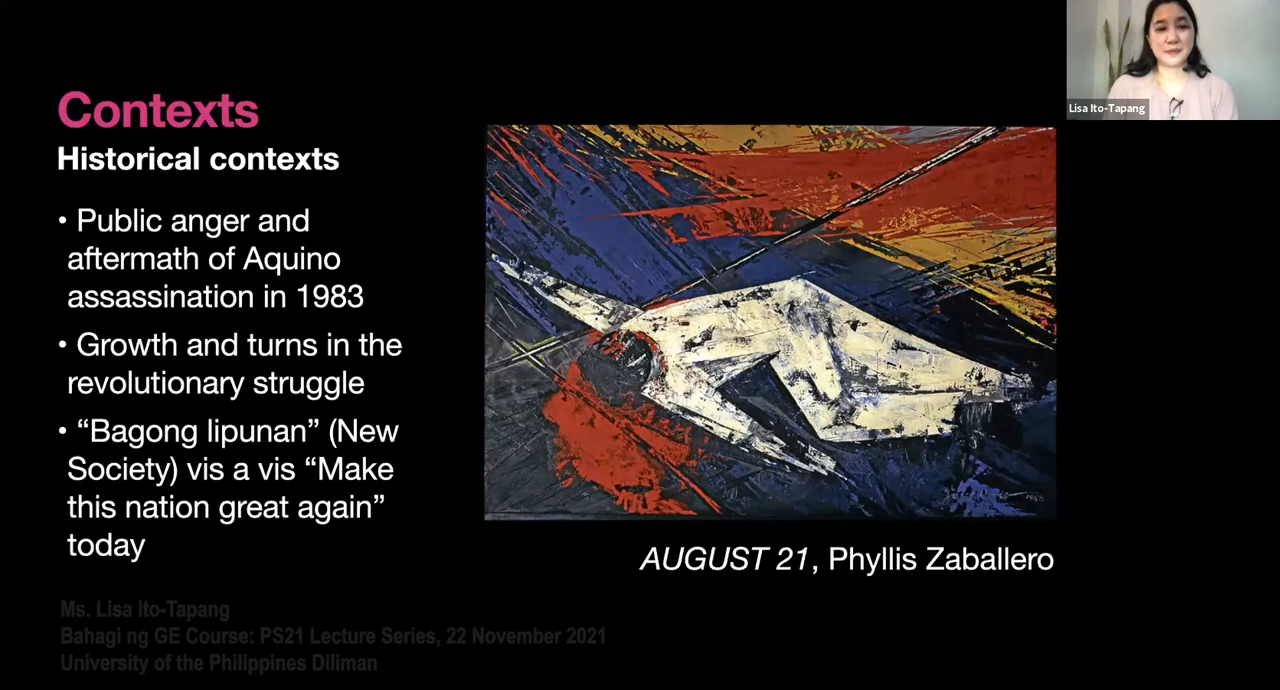 Contexts
Historical contexts
• Public anger and
aftermath of Aquino
assassination in 1983
• Growth and turns in the
revolutionary struggle
• “Bagong lipunan” (New
Society) vis a vis “Make
this nation great again”
today
AUGUST 21, Phyllis Zaballero
Ms. Lisa Ito-Tapang
Bahagi ng GE Course: PS21 Lecture Series, 22 November 2021
University of the Philippines Diliman
Lisa Ito-Tapang